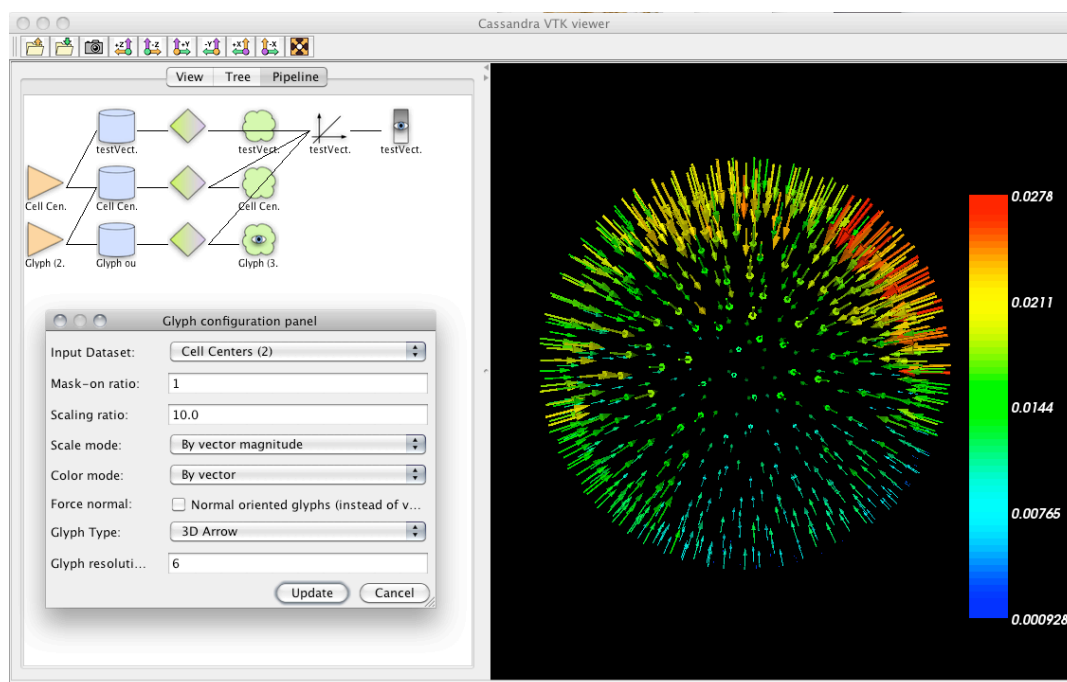 Cassandra VTK viewer
+Z -Z +Y -Y +X -X
View Tree Pipeline
testVect. testVect. testVect. testVect.
Cell Cen. Cell Cen. Cell Cen.
Glyph (2. Glyph ou Glyph (3.
Glyph configuration panel
Input Dataset: Cell Centers (2)
Mask-on ratio: 1
Scaling ratio: 10.0
Scale mode: By vector magnitude
Color mode: By vector
Force normal: Normal oriented glyphs (instead of v...
Glyph Type: 3D Arrow
Glyph resoluti... 6
Update Cancel
0.0278
0.0211
0.0144
0.00765
0.000928